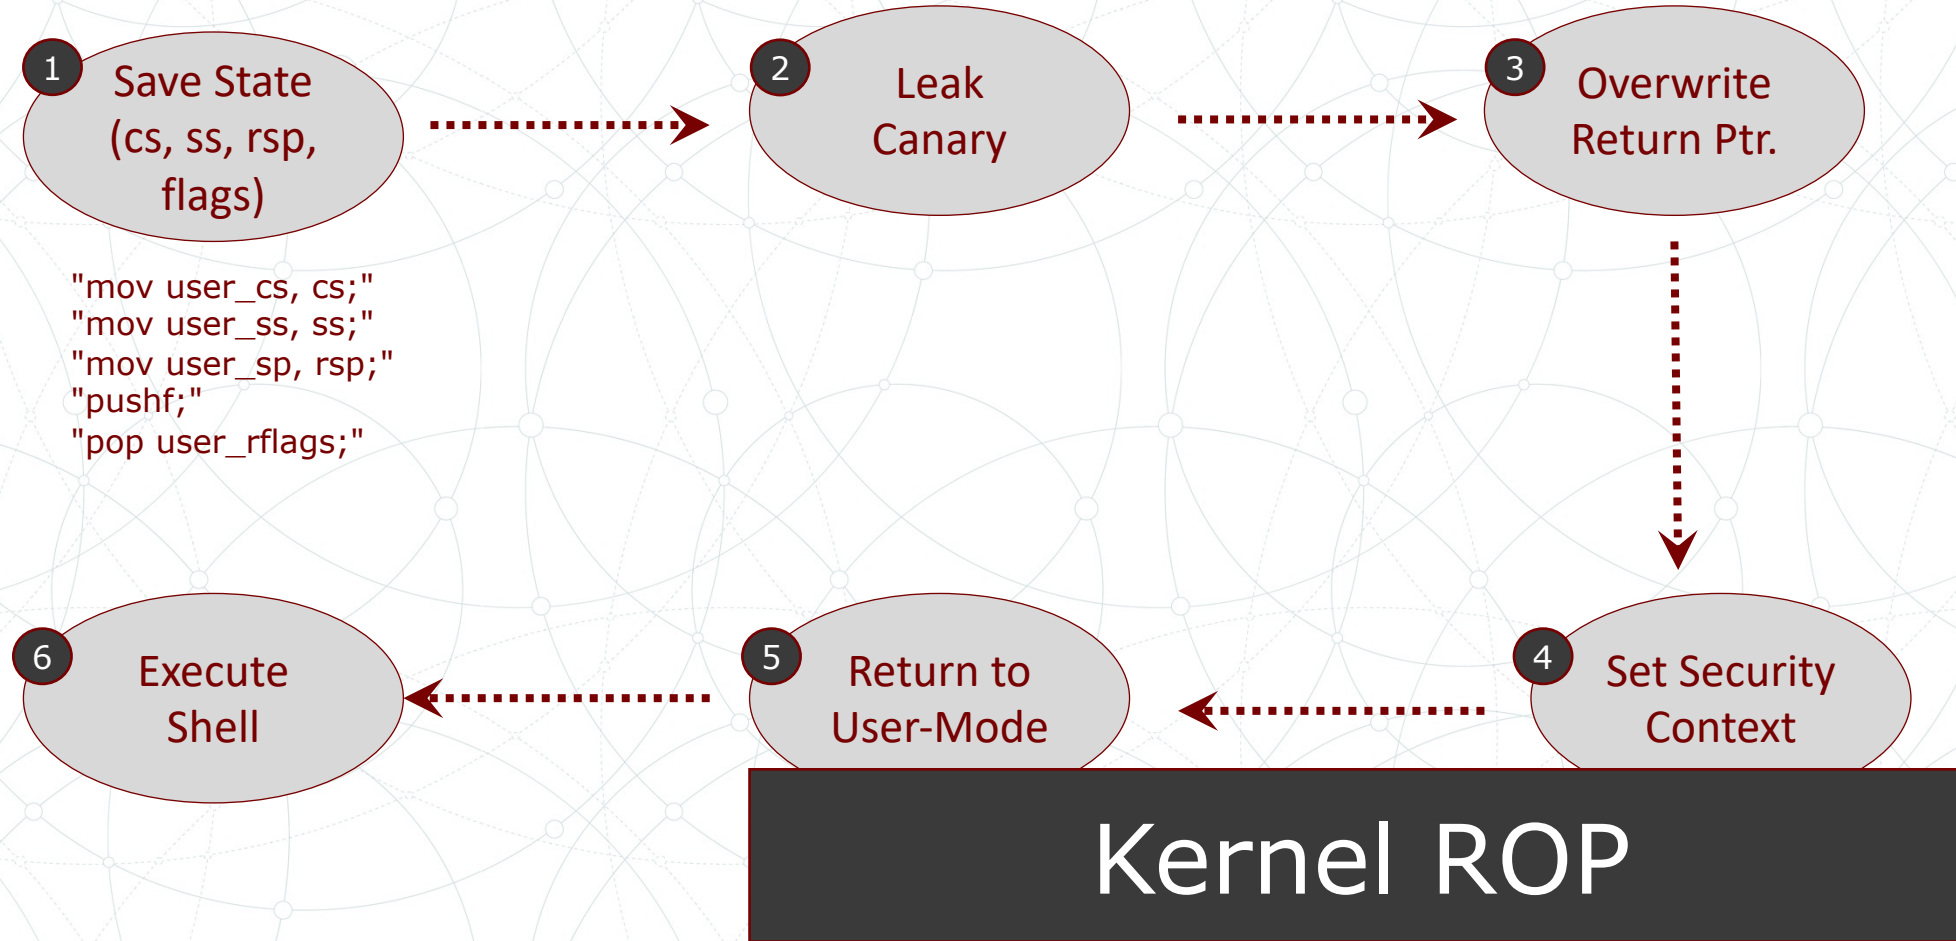 1
Save State
(cs, ss, rsp,
flags)
2
Leak
Canary
3
Overwrite
Return Ptr.
"mov user_cs, cs;"
"mov user_ss, ss;"
"mov user_sp, rsp;"
"pushf;"
"pop user_rflags;"
4
Set Security
Context
5
Return to
User-Mode
6
Execute
Shell
Kernel ROP